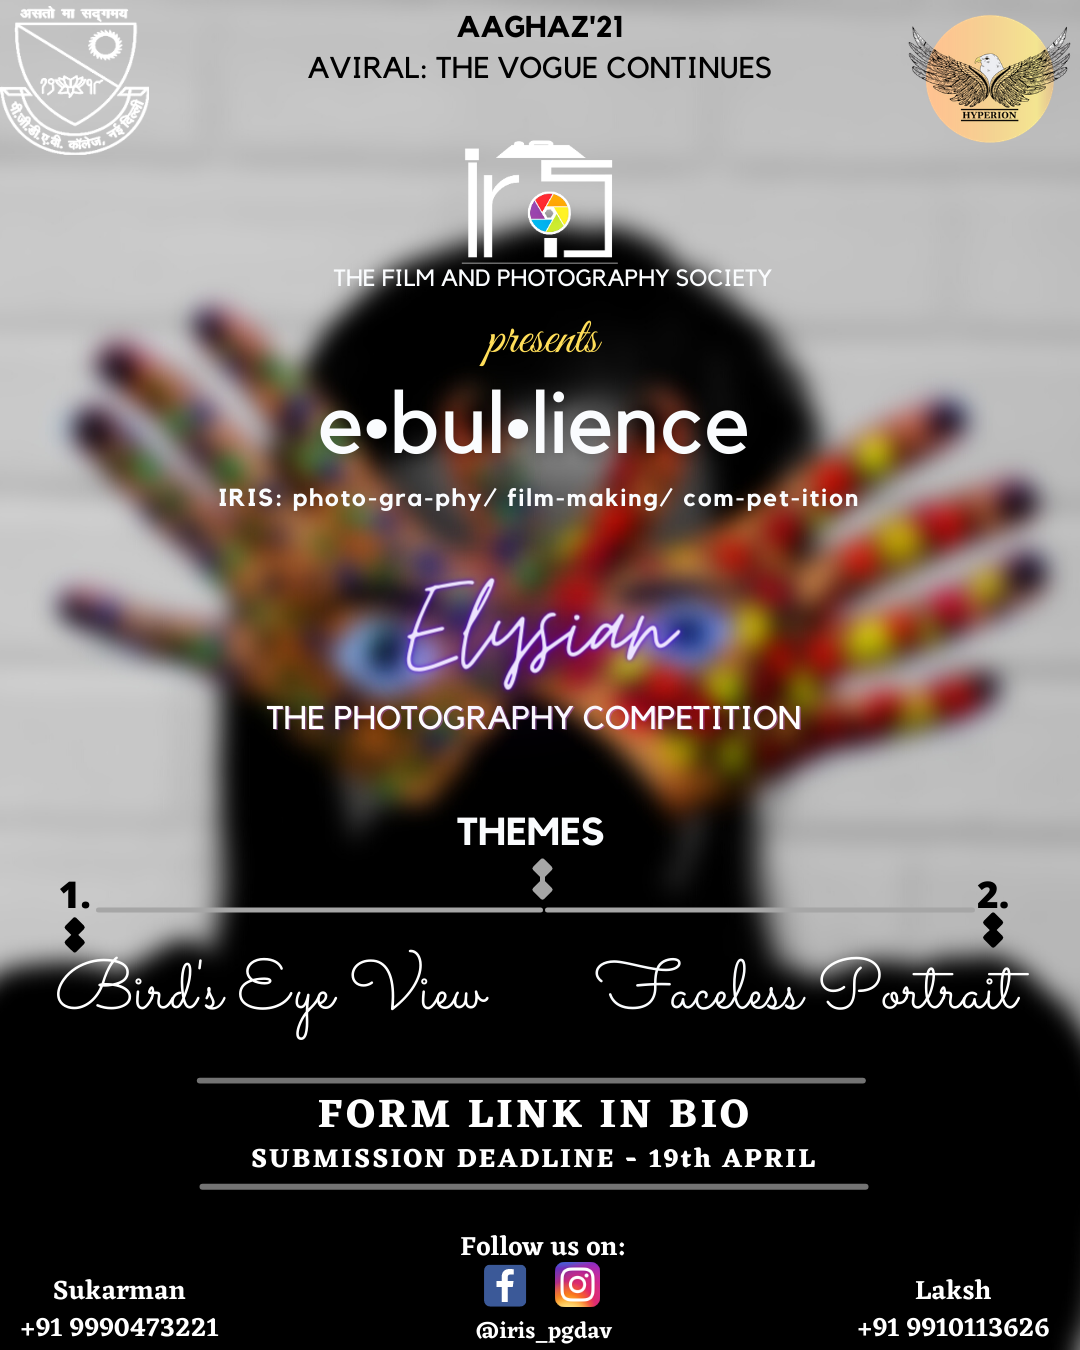 असतो मा सद्गमय
१९५८
पी.जी.डी.ए.वी. कॉलेज, नई दिल्ली
AAGHAZ'21
AVIRAL: THE VOGUE CONTINUES
HYPERION
iris
THE FILM AND PHOTOGRAPHY SOCIETY
presents
e•bul•lience
IRIS: photo-gra-phy/ film-making/ com-pet-ition
Elysian
THE PHOTOGRAPHY COMPETITION
THEMES
1.
2.
Bird's Eye View
Faceless Portrait
FORM LINK IN BIO
SUBMISSION DEADLINE - 19th APRIL
Follow us on:
Sukarman
+91 9990473221
@iris_pgdav
Laksh
+91 9910113626